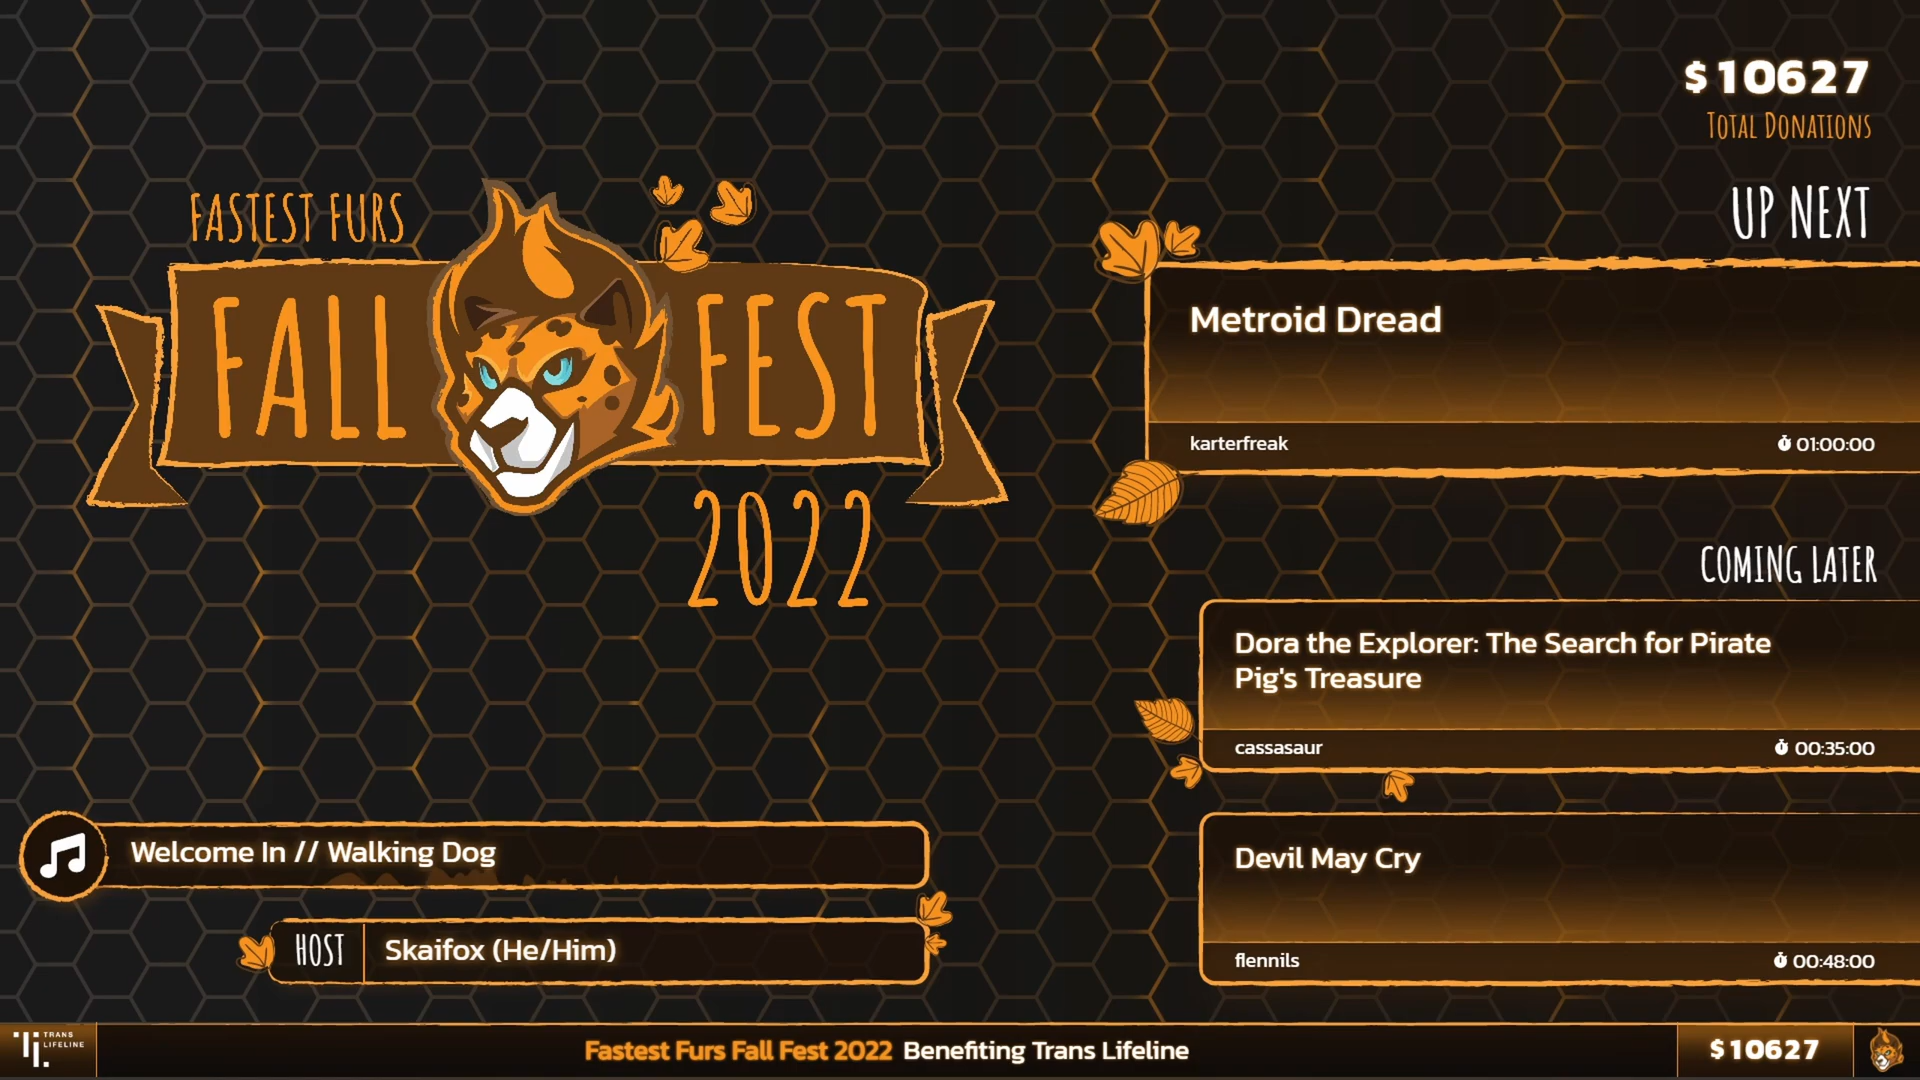 $10627
Total Donations
FASTEST FURS
FALL FEST
2022
UP NEXT
Metroid Dread
karterfreak
01:00:00
COMING LATER
Dora the Explorer: The Search for Pirate
Pig's Treasure
cassasaur
00:35:00
Devil May Cry
flennils
00:48:00
Welcome In // Walking Dog
HOST
Skaifox (He/Him)
TRANS
LIFELINE
Fastest Furs Fall Fest 2022 Benefiting Trans Lifeline
$10627